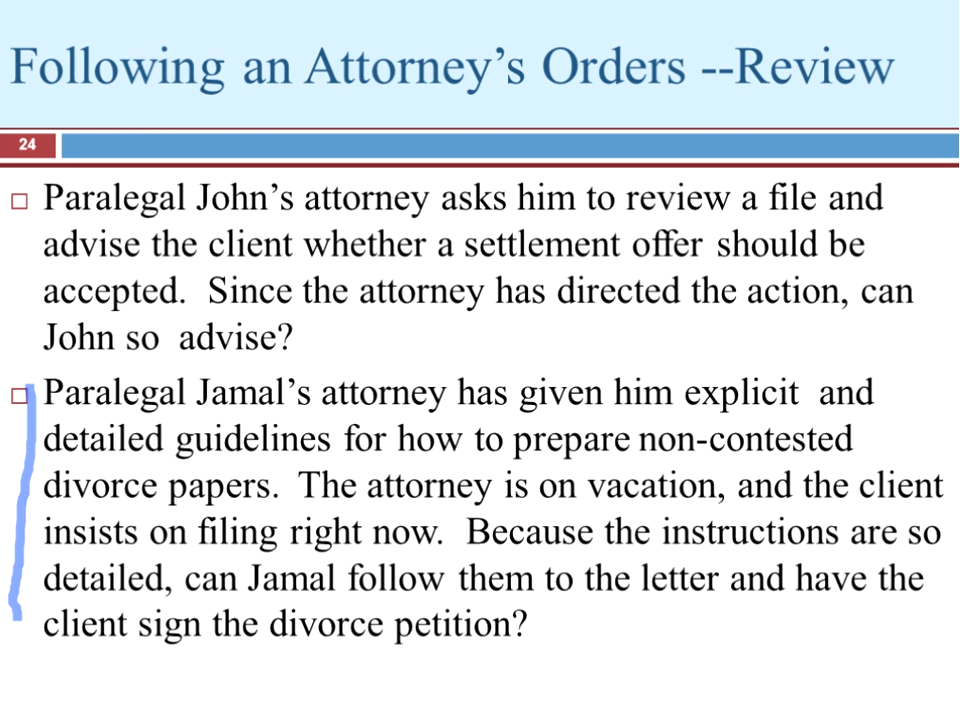 Following an Attorney’s Orders --Review
24
Paralegal John’s attorney asks him to review a file and
advise the client whether a settlement offer should be
accepted.  Since the attorney has directed the action, can
John so  advise?
Paralegal Jamal’s attorney has given him explicit  and
detailed guidelines for how to prepare non-contested
divorce papers.  The attorney is on vacation, and the client
insists on filing right now.  Because the instructions are so
detailed, can Jamal follow them to the letter and have the
client sign the divorce petition?